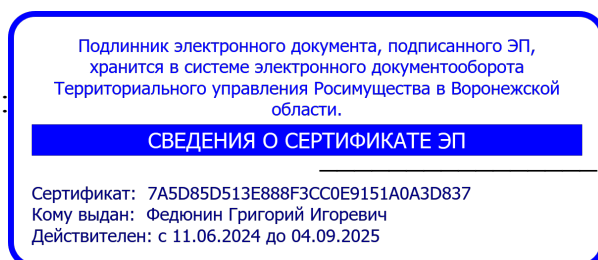 Подлинник электронного документа, подписанного ЭП,
хранится в системе электронного документооборота
Территориального управления Росимущества в Воронежской
области.
СВЕДЕНИЯ О СЕРТИФИКАТЕ ЭП
Сертификат: 7A5D85D513E888F3CC0E9151A0A3D837
Кому выдан: Федюнин Григорий Игоревич
Действителен: с 11.06.2024 до 04.09.2025